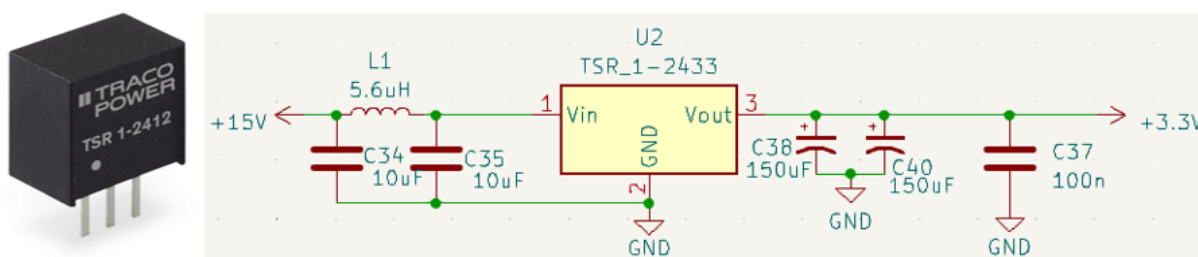 TRACO
POWER
TSR 1-2412
U2
TSR_1-2433
L1
5.6uH
+15V
1
Vin
Vout
3
GND
2
C34
10uF
C35
10uF
GND
C38
150uF
+
+
C40
150uF
GND
C37
100n
GND
+3.3V